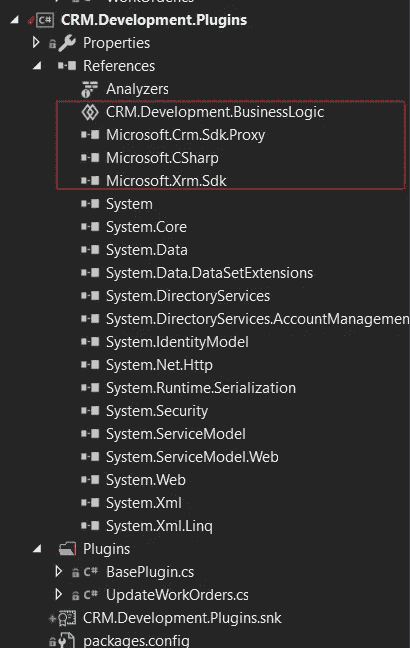 CRM.Development.Plugins
Properties
References
Analyzers
CRM.Development.BusinessLogic
Microsoft.Crm.Sdk.Proxy
Microsoft.CSharp
Microsoft.Xrm.Sdk
System
System.Core
System.Data
System.Data.DataSetExtensions
System.DirectoryServices
System.DirectoryServices.AccountManagemen
System.IdentityModel
System.Net.Http
System.Runtime.Serialization
System.Security
System.ServiceModel
System.ServiceModel.Web
System.Web
System.Xml
System.Xml.Linq
Plugins
C# BasePlugin.cs
C# UpdateWorkOrders.cs
CRM.Development.Plugins.snk
packages.config